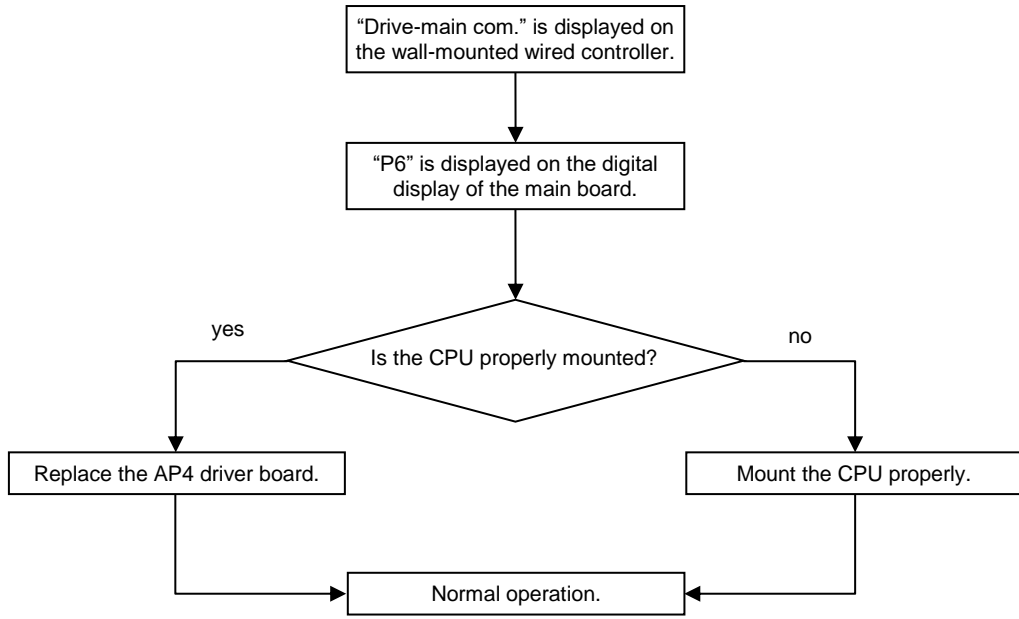 “Drive-main com.” is displayed on
the wall-mounted wired controller.
“P6” is displayed on the digital
display of the main board.
yes
no
Is the CPU properly mounted?
Replace the AP4 driver board.
Mount the CPU properly.
Normal operation.